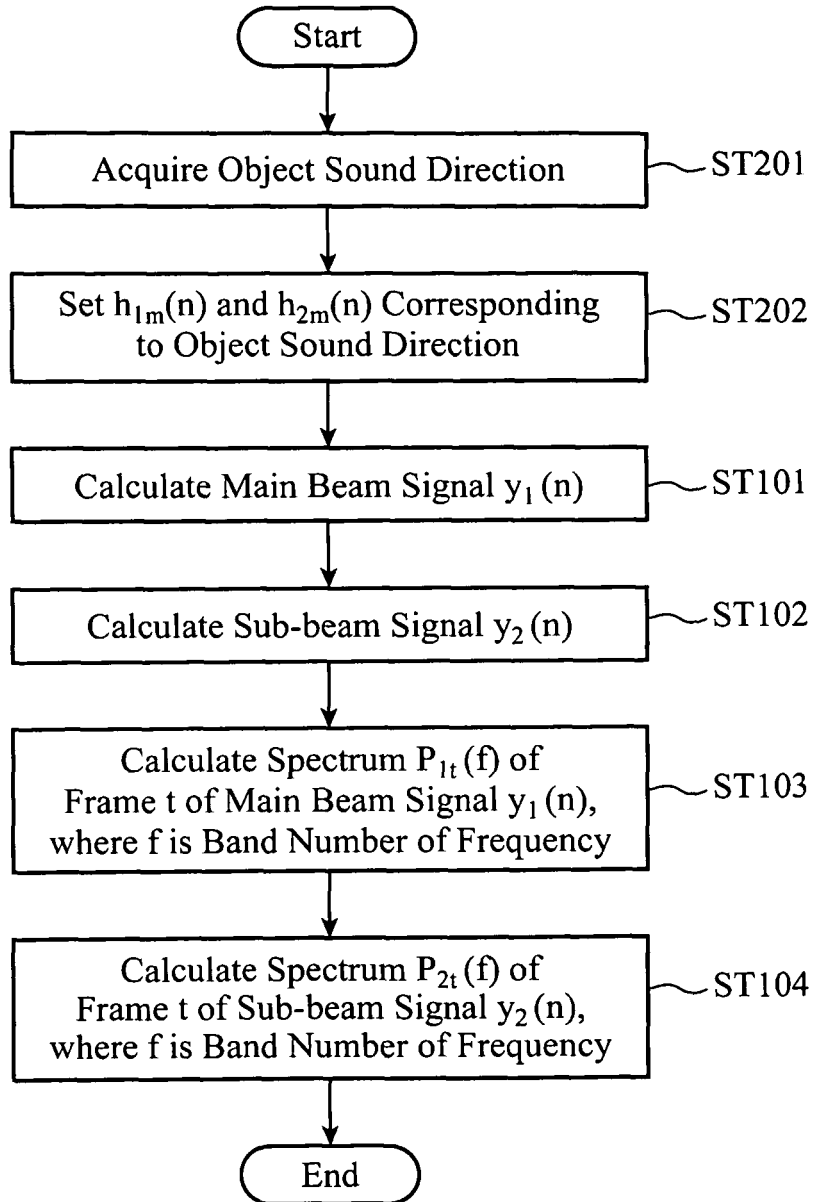 Start
Acquire Object Sound Direction
ST201
Set h1m(n) and h2m(n) Corresponding
to Object Sound Direction
ST202
Calculate Main Beam Signal y1(n)
ST101
Calculate Sub-beam Signal y2(n)
ST102
Calculate Spectrum P1t(f) of
Frame t of Main Beam Signal y1(n),
where f is Band Number of Frequency
ST103
Calculate Spectrum P2t(f) of
Frame t of Sub-beam Signal y2(n),
where f is Band Number of Frequency
ST104
End